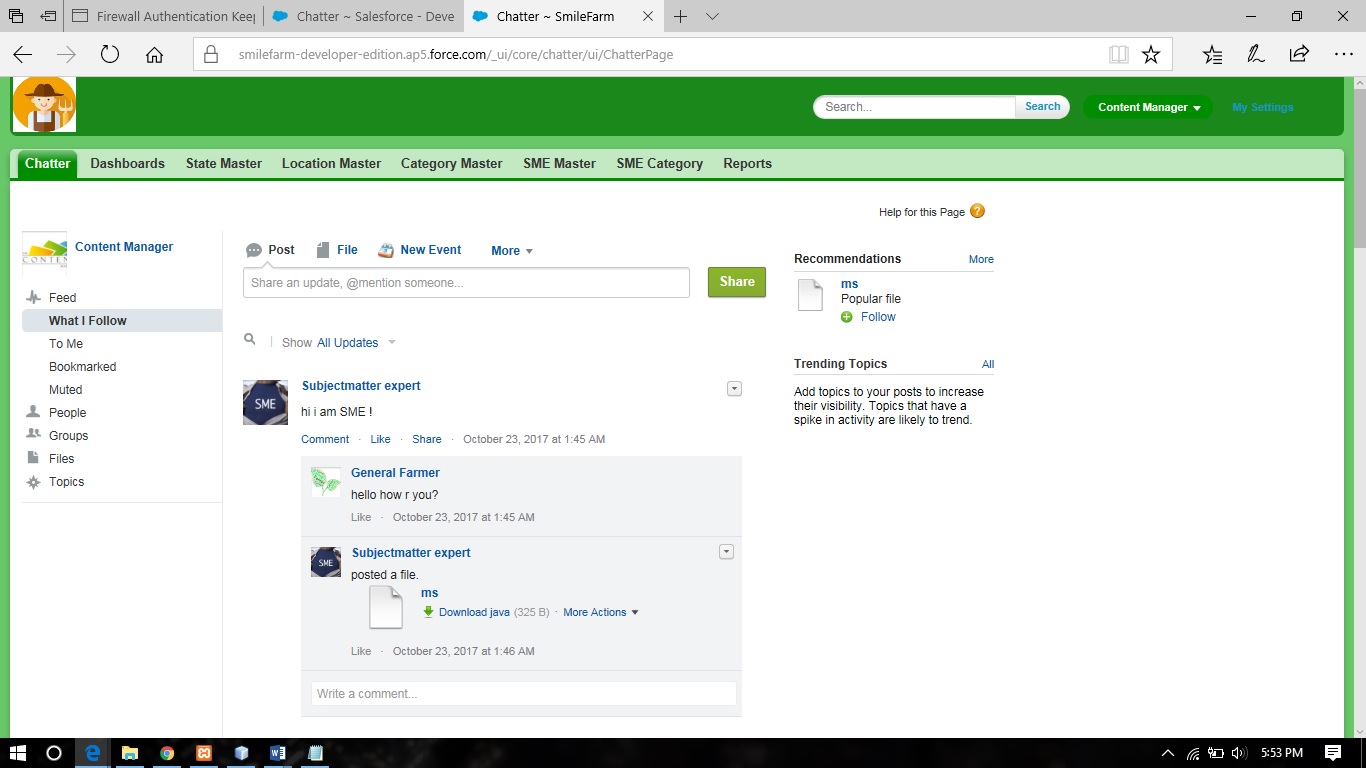 Firewall Authentication Keep
Chatter ~ Salesforce - Deve
Chatter ~ SmileFarm
smilefarm-developer-edition.ap5.force.com/_ui/core/chatter/ui/ChatterPage
Search...
Search
Content Manager
My Settings
Chatter Dashboards State Master Location Master Category Master SME Master SME Category Reports
Help for this Page ?
CONTEN
Content Manager
Feed
What I Follow
To Me
Bookmarked
Muted
People
Groups
Files
Topics
Post File New Event More
Share an update, @mention someone...
Share
Show All Updates
SME
Subjectmatter expert
hi i am SME !
Comment · Like · Share · October 23, 2017 at 1:45 AM
General Farmer
hello how r you?
Like · October 23, 2017 at 1:45 AM
SME
Subjectmatter expert
posted a file.
ms
Download java (325 B) · More Actions
Like · October 23, 2017 at 1:46 AM
Write a comment...
Recommendations More
ms
Popular file
Follow
Trending Topics All
Add topics to your posts to increase
their visibility. Topics that have a
spike in activity are likely to trend.
5:53 PM